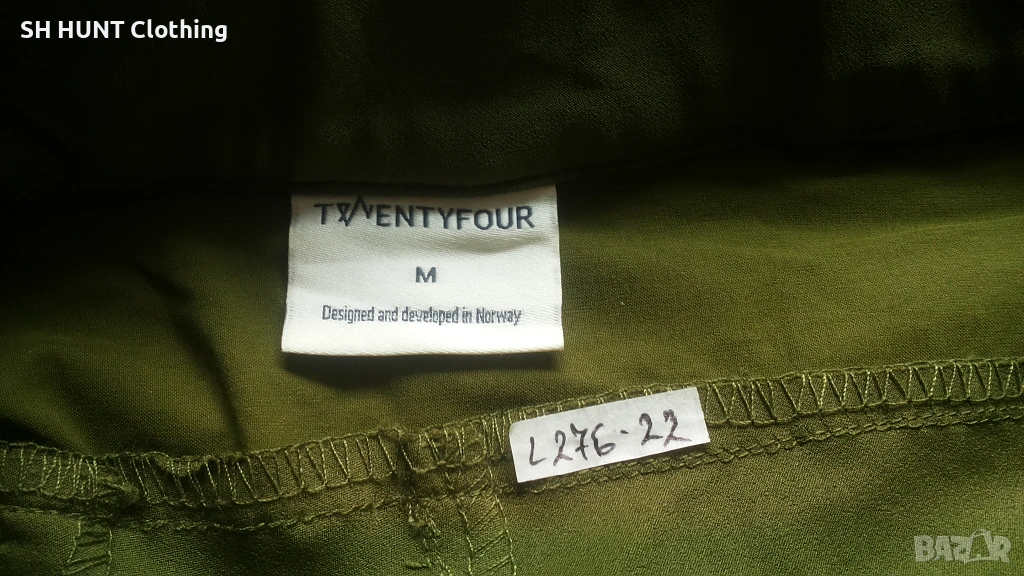 SH HUNT Clothing
TWENTYFOUR
M
Designed and developed in Norway
L276-22
BAZAR